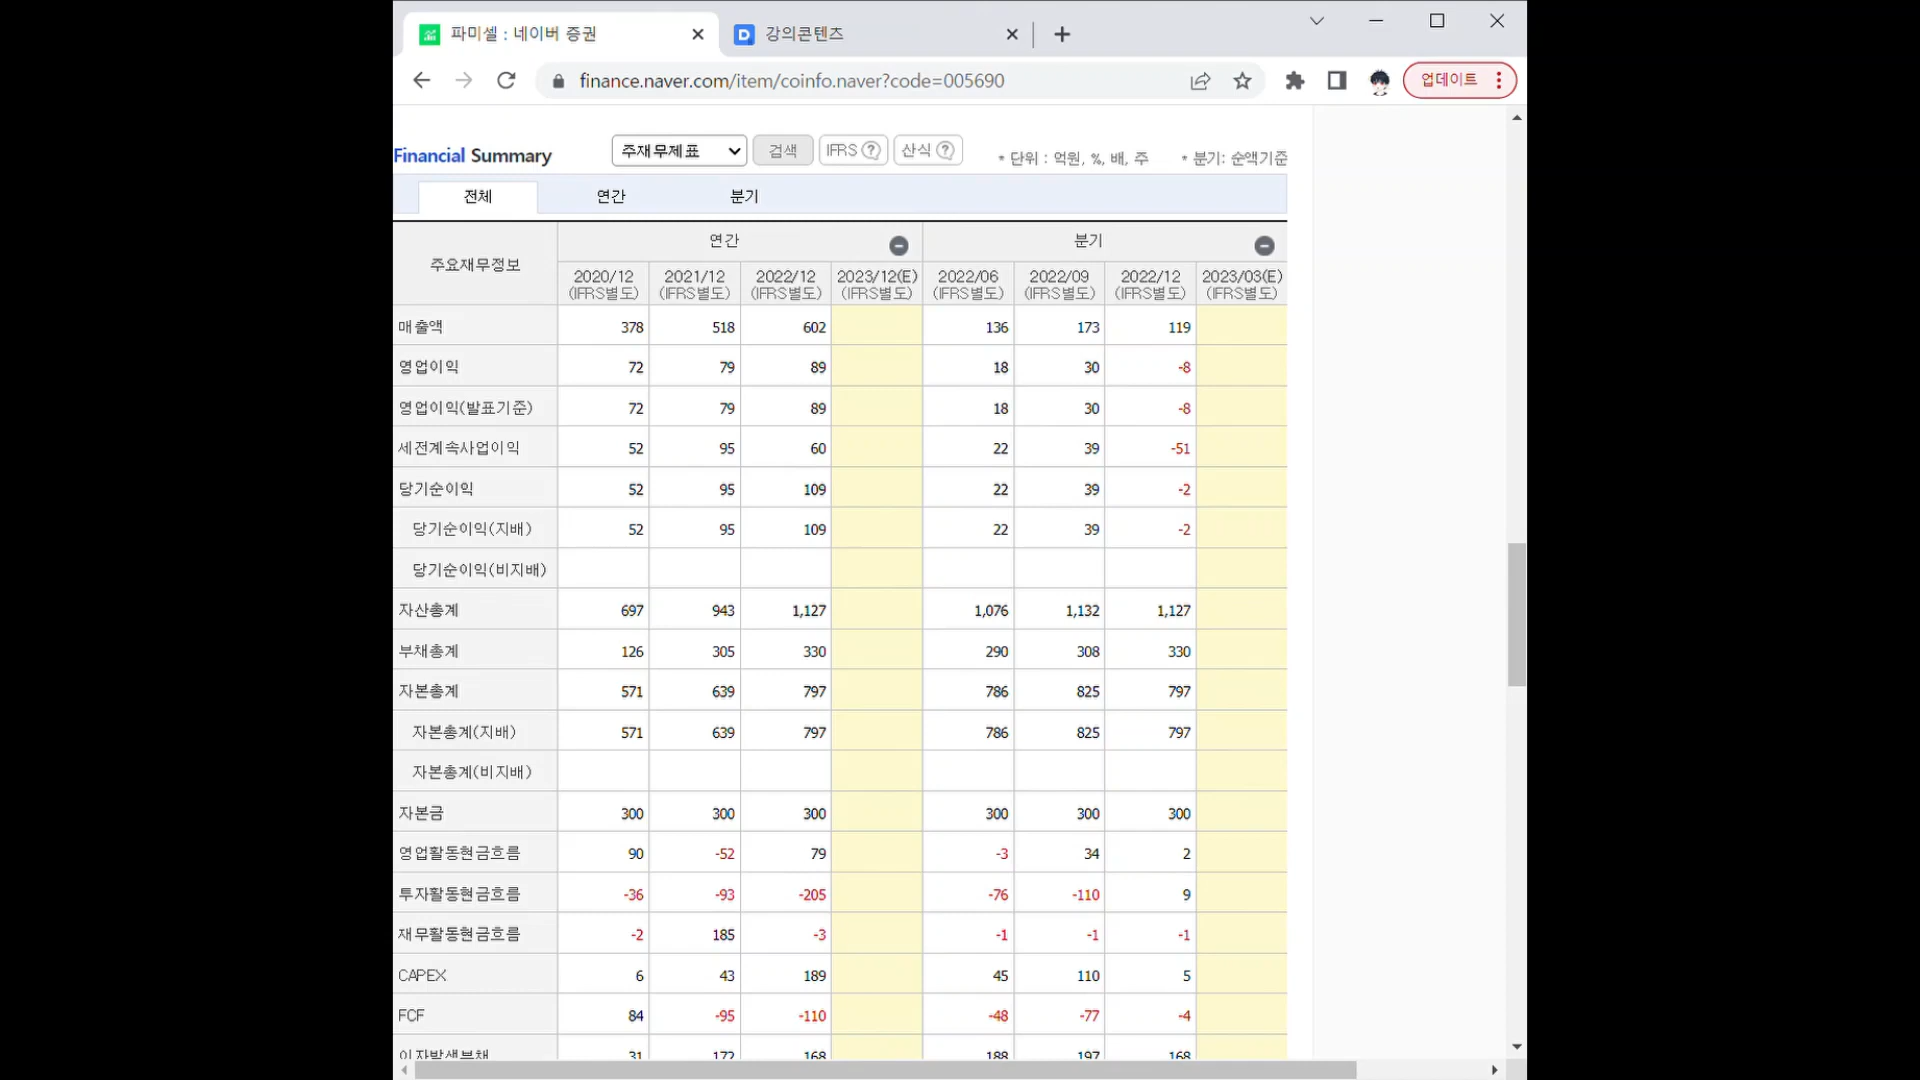 파미셀 : 네이버 증권
강의콘텐츠
finance.naver.com/item/coinfo.naver?code=005690
업데이트
Financial Summary
주재무제표
검색
IFRS ?
산식 ?
* 단위 : 억원, %, 배, 주 * 분기: 순액기준
전체 연간 분기
주요재무정보 연간 분기
2020/12 2021/12 2022/12 2023/12(E) 2022/06 2022/09 2022/12 2023/03(E)
(IFRS별도) (IFRS별도) (IFRS별도) (IFRS별도) (IFRS별도) (IFRS별도) (IFRS별도) (IFRS별도)
매출액 378 518 602 136 173 119
영업이익 72 79 89 18 30 -8
영업이익(발표기준) 72 79 89 18 30 -8
세전계속사업이익 52 95 60 22 39 -51
당기순이익 52 95 109 22 39 -2
당기순이익(지배) 52 95 109 22 39 -2
당기순이익(비지배)
자산총계 697 943 1,127 1,076 1,132 1,127
부채총계 126 305 330 290 308 330
자본총계 571 639 797 786 825 797
자본총계(지배) 571 639 797 786 825 797
자본총계(비지배)
자본금 300 300 300 300 300 300
영업활동현금흐름 90 -52 79 -3 34 2
투자활동현금흐름 -36 -93 -205 -76 -110 9
재무활동현금흐름 -2 185 -3 -1 -1 -1
CAPEX 6 43 189 45 110 5
FCF 84 -95 -110 -48 -77 -4
이자발생부채 31 172 168 188 197 168